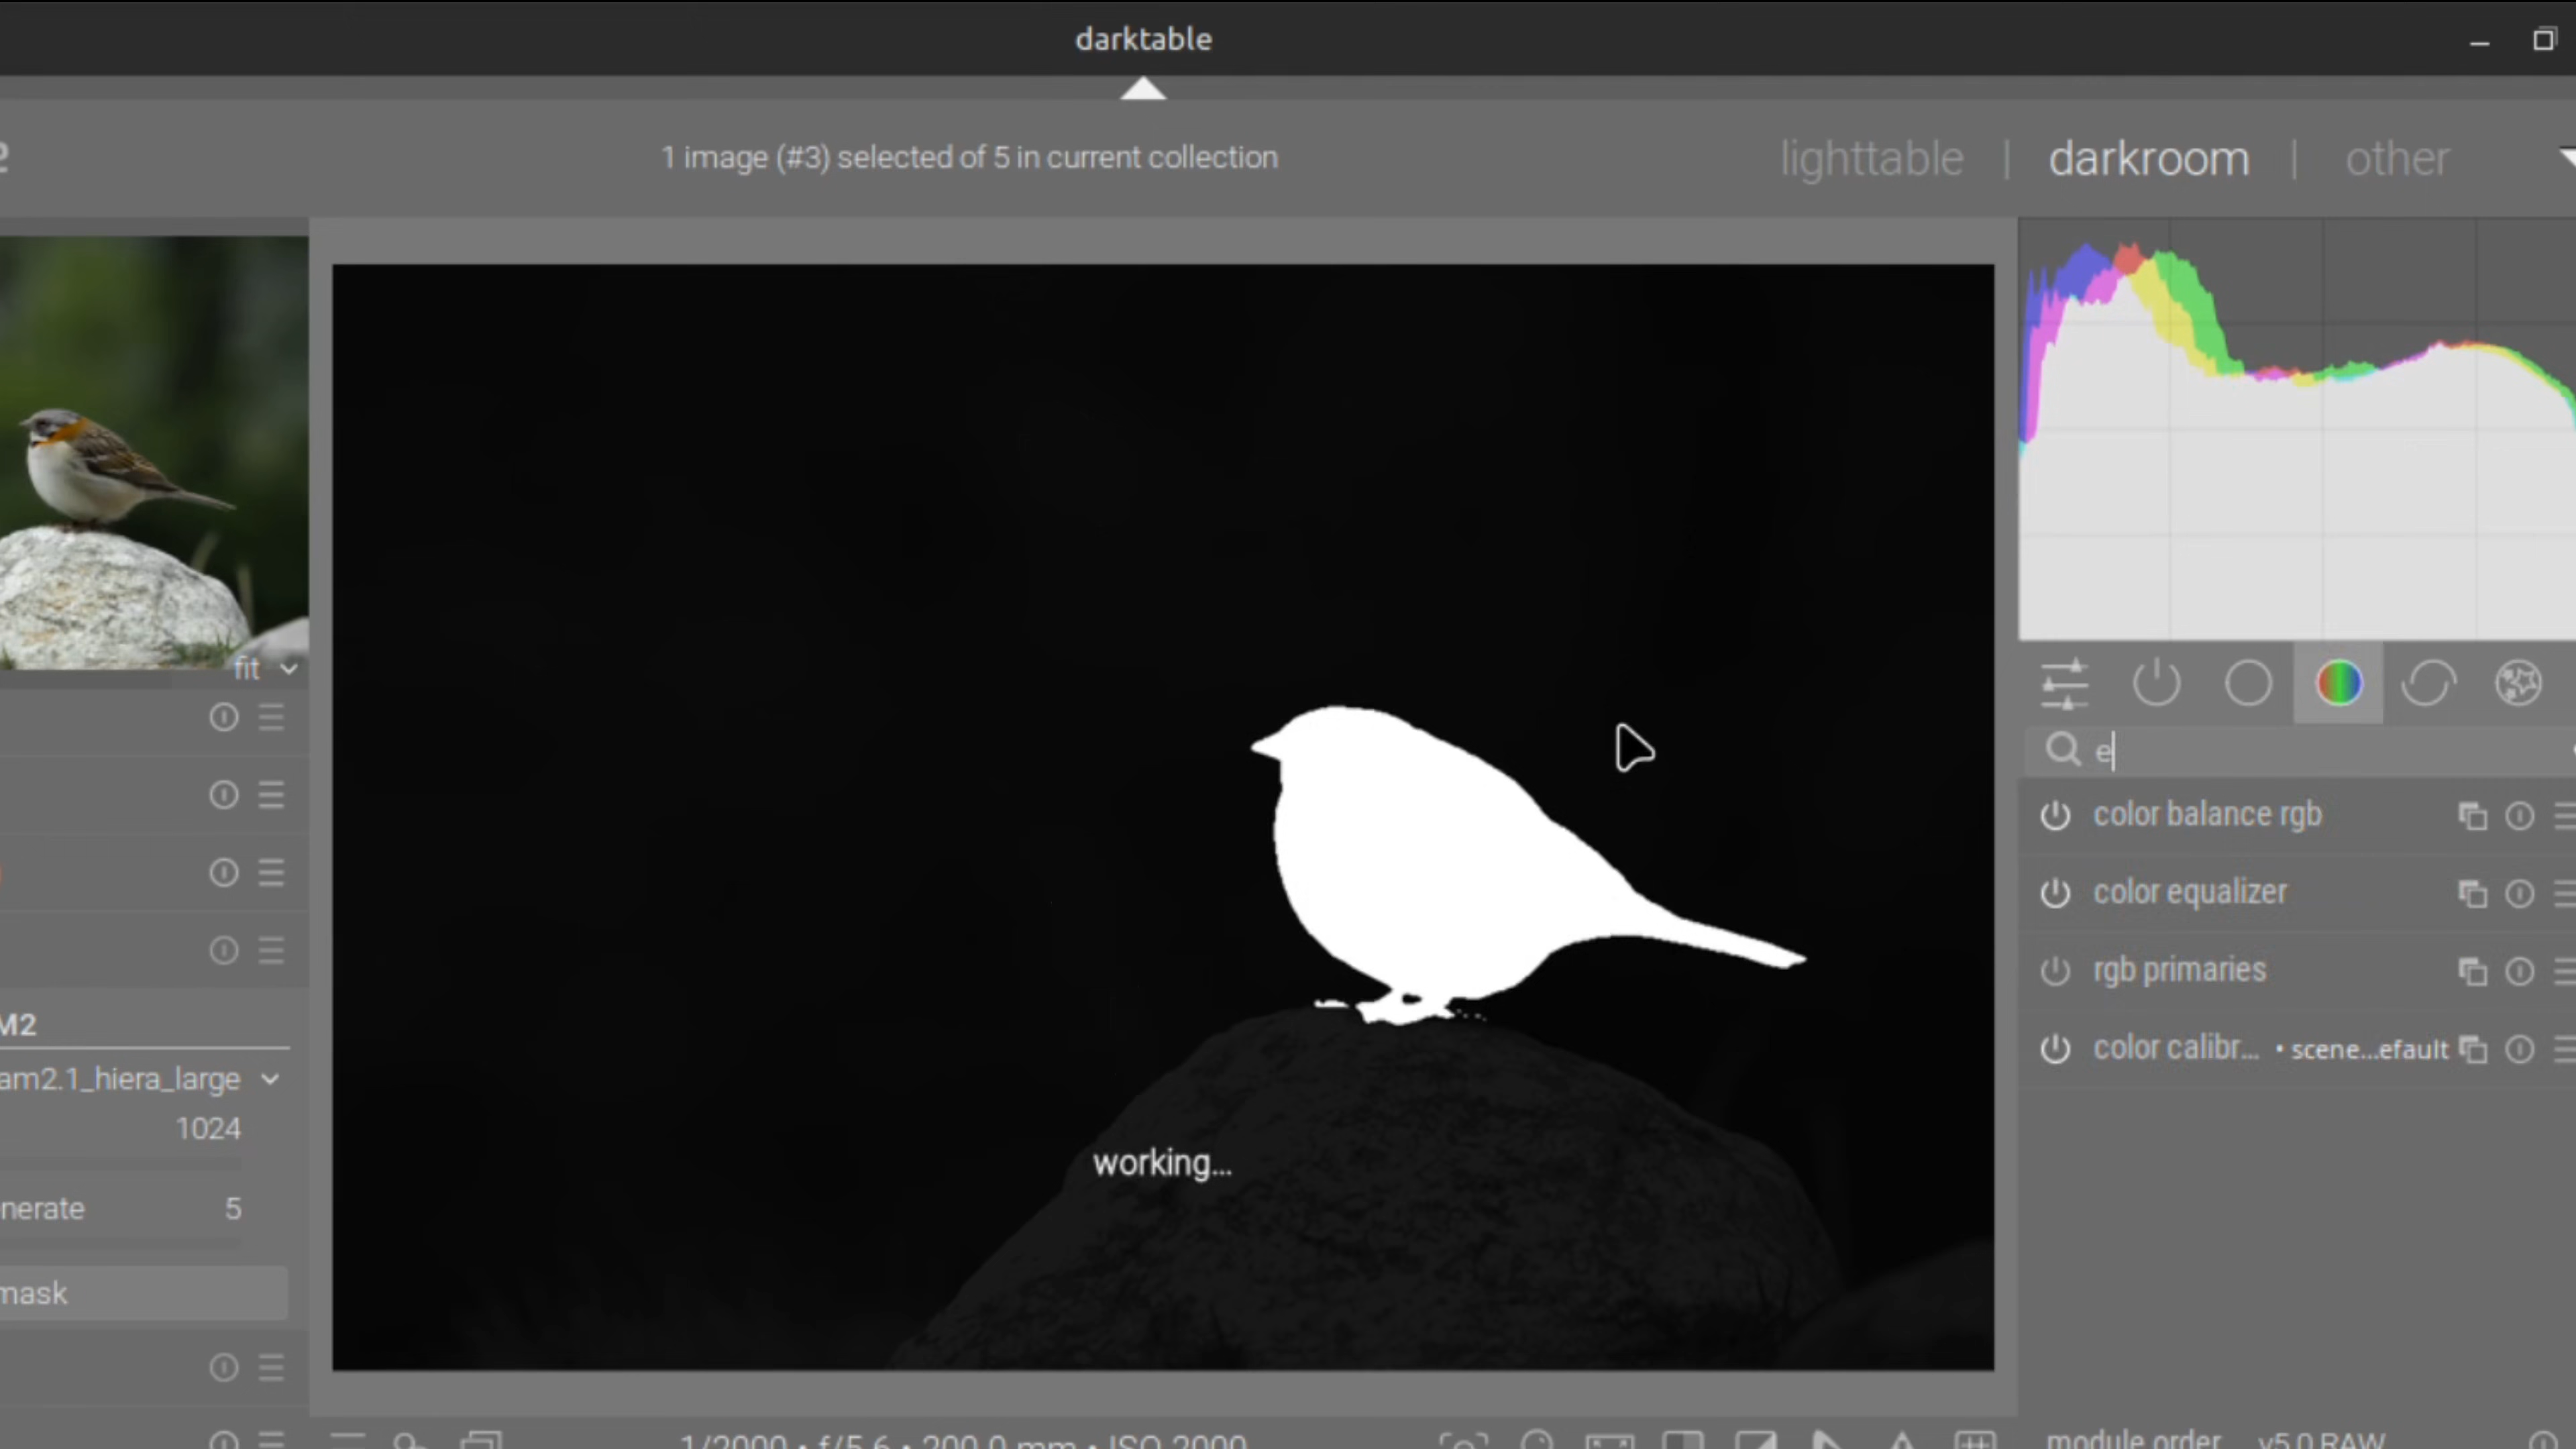 darktable
1 image (#3) selected of 5 in current collection
lighttable | darkroom | other
fit
e
color balance rgb
color equalizer
rgb primaries
color calibr... • scene...efault
M2
am2.1_hiera_large
1024
nerate 5
mask
working...
1/2000 • f/5.6 • 200.0 mm • ISO 2000
module order v5.0 RAW